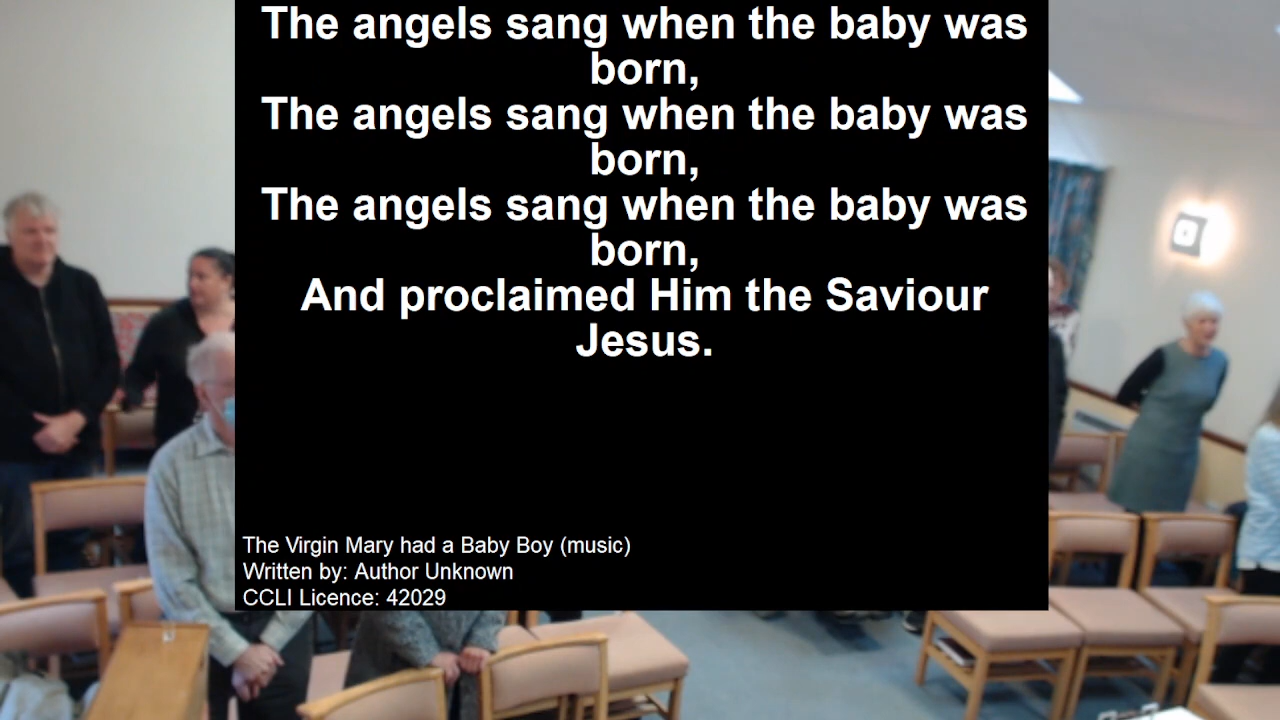 The angels sang when the baby was
born,
The angels sang when the baby was
born,
The angels sang when the baby was
born,
And proclaimed Him the Saviour
Jesus.
The Virgin Mary had a Baby Boy (music)
Written by: Author Unknown
CCLI Licence: 42029